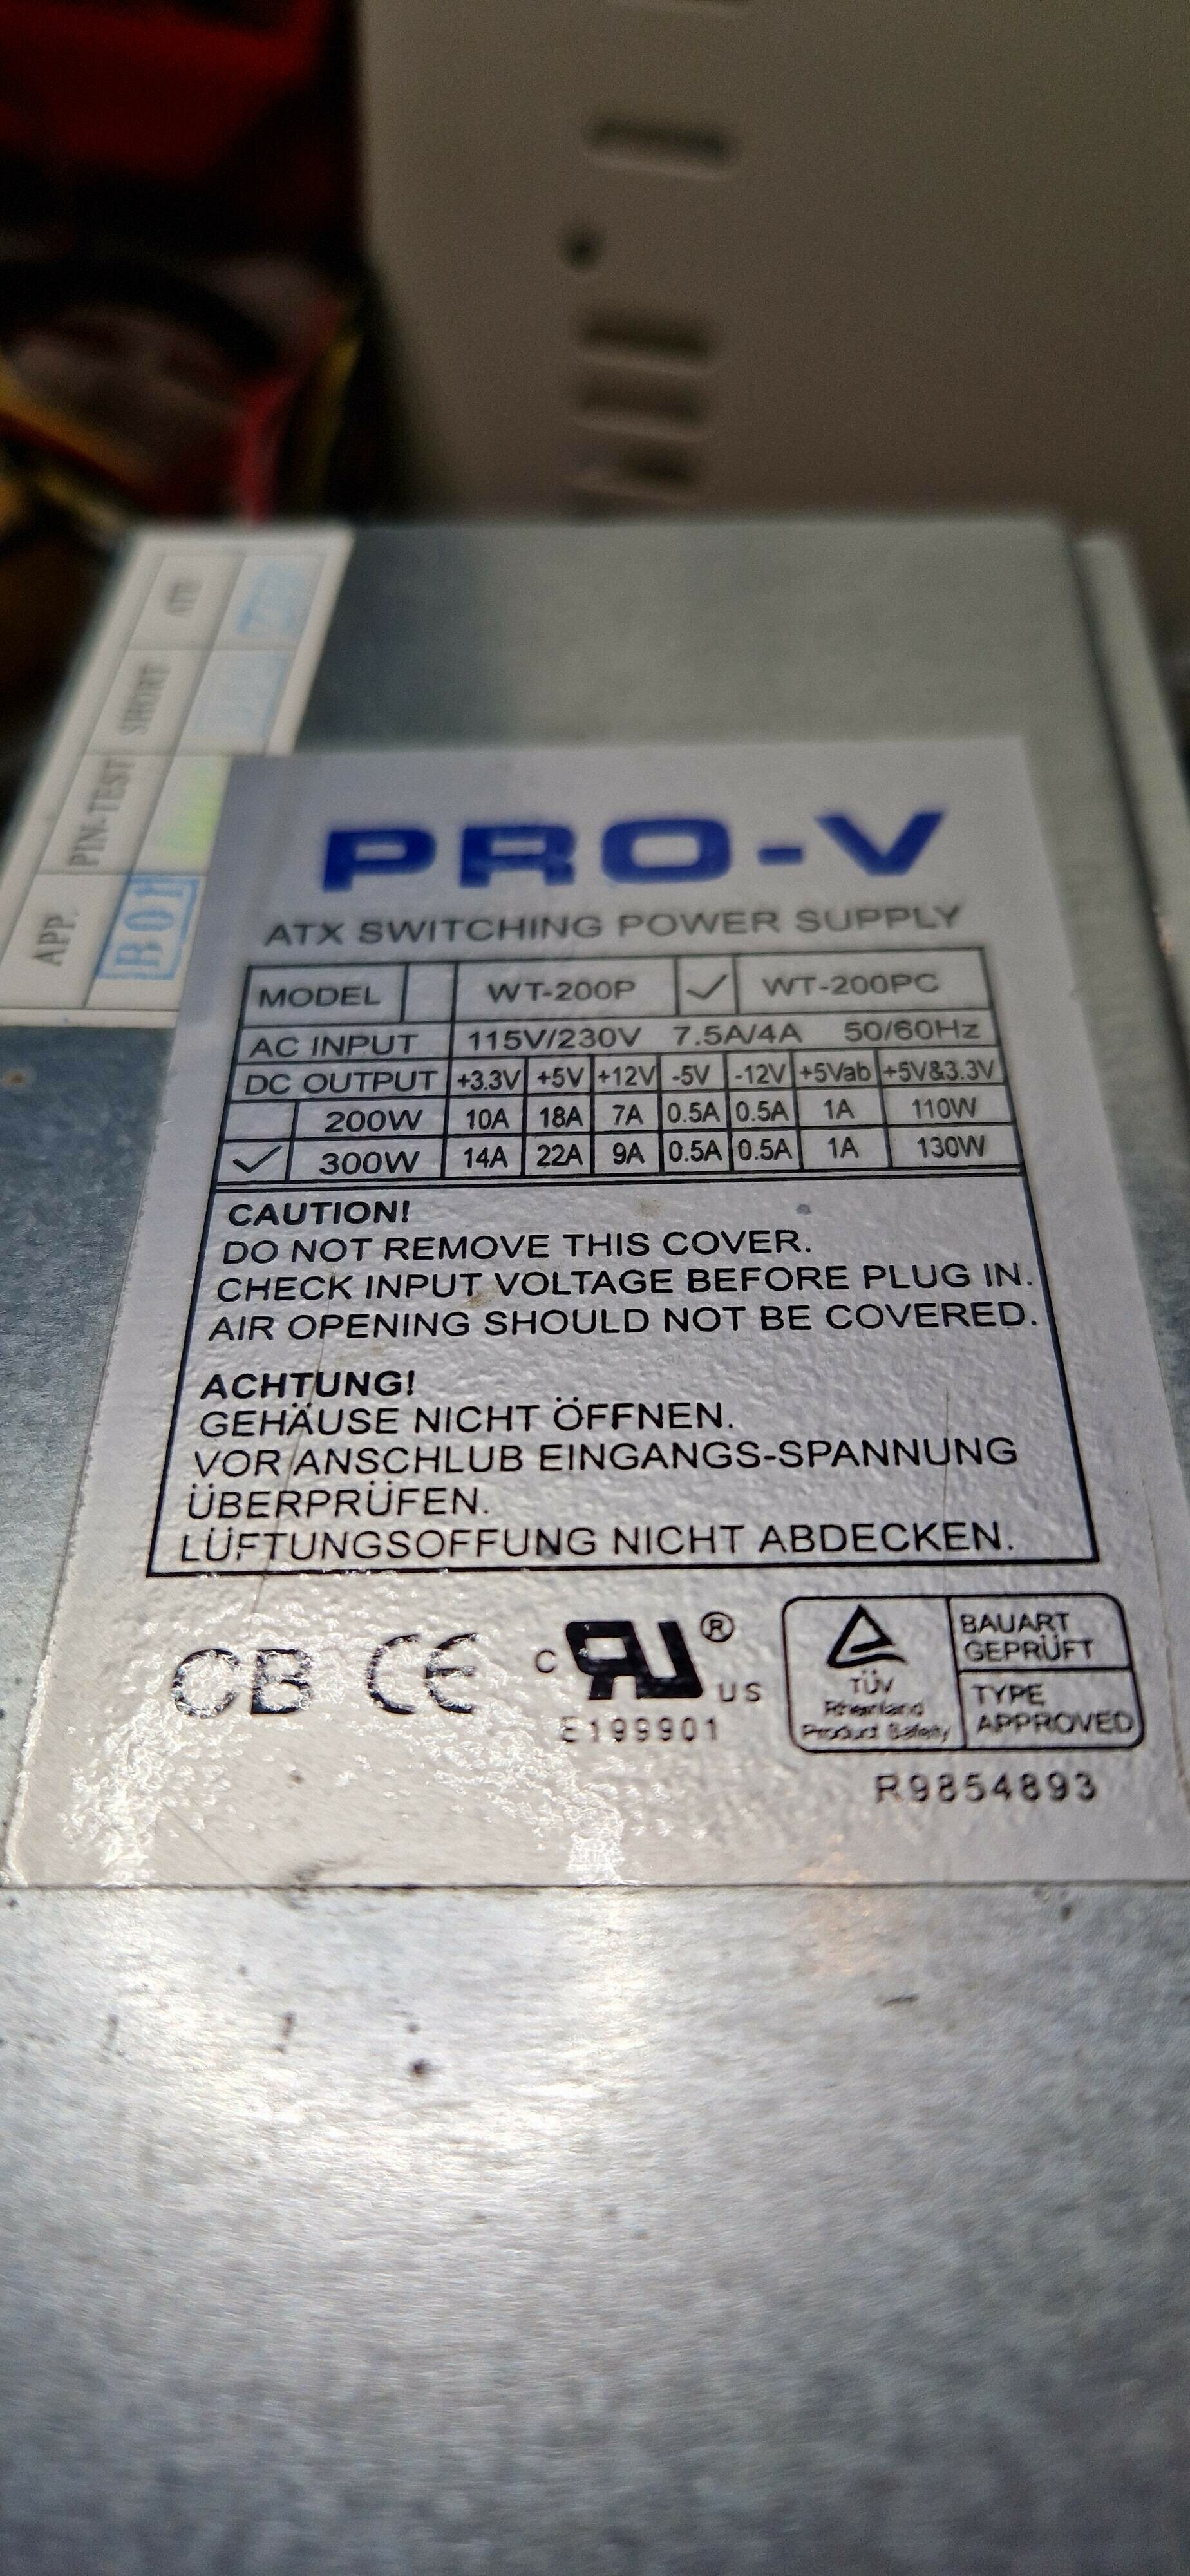 ATE
SHORT
PIN-TEST
APP.
B01
PRO-V
ATX SWITCHING POWER SUPPLY
MODEL WT-200P ✓ WT-200PC
AC INPUT 115V/230V 7.5A/4A 50/60Hz
DC OUTPUT +3.3V +5V +12V -5V -12V +5Vab +5V&3.3V
200W 10A 18A 7A 0.5A 0.5A 1A 110W
✓ 300W 14A 22A 9A 0.5A 0.5A 1A 130W
CAUTION!
DO NOT REMOVE THIS COVER.
CHECK INPUT VOLTAGE BEFORE PLUG IN.
AIR OPENING SHOULD NOT BE COVERED.
ACHTUNG!
GEHÄUSE NICHT ÖFFNEN.
VOR ANSCHLUB EINGANGS-SPANNUNG
ÜBERPRÜFEN.
LÜFTUNGSOFFUNG NICHT ABDECKEN.
CB CE c RU ® US
E199901
TÜV
Rheinland
Product Safety
BAUART
GEPRÜFT
TYPE
APPROVED
R9854893